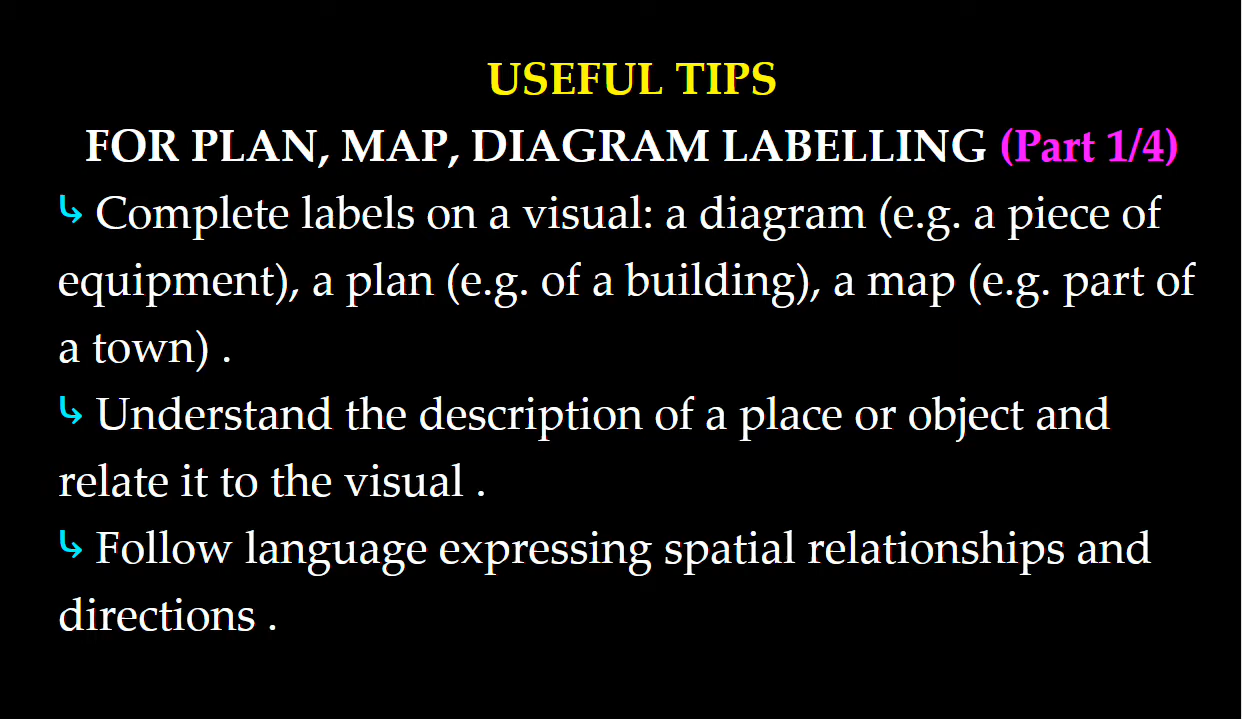 USEFUL TIPS
FOR PLAN, MAP, DIAGRAM LABELLING (Part 1/4)
↳ Complete labels on a visual: a diagram (e.g. a piece of
equipment), a plan (e.g. of a building), a map (e.g. part of
a town) .
↳ Understand the description of a place or object and
relate it to the visual .
↳ Follow language expressing spatial relationships and
directions .